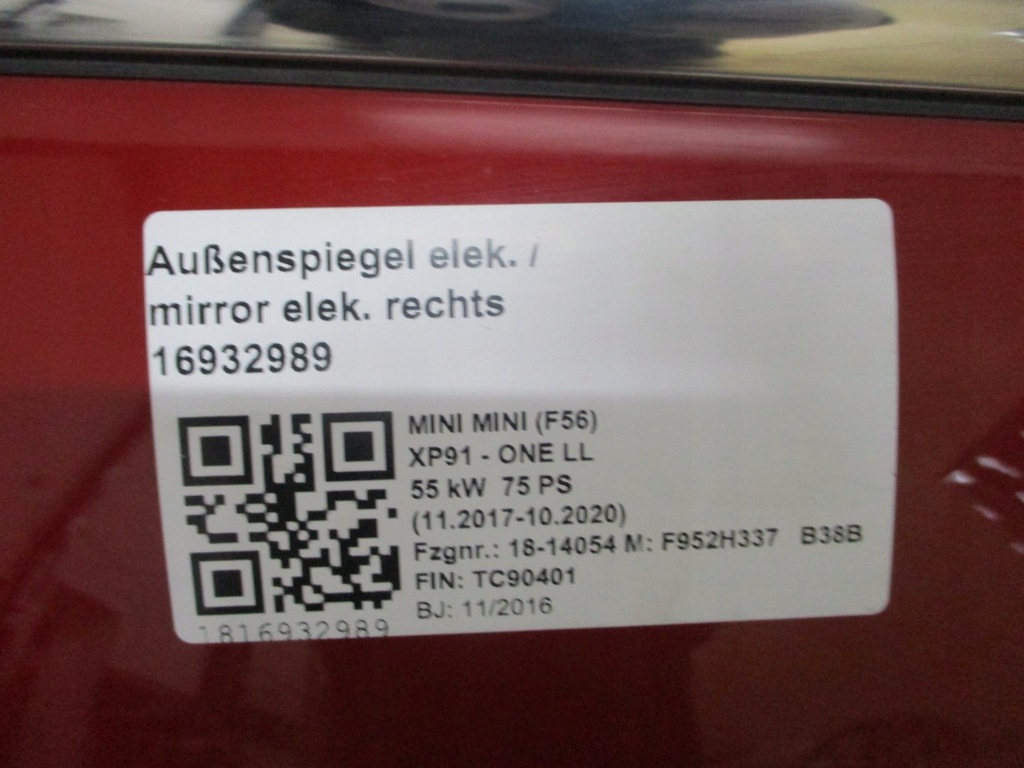 Außenspiegel elek. /
mirror elek. rechts
16932989
MINI MINI (F56)
XP91 - ONE LL
55 kW 75 PS
(11.2017-10.2020)
Fzgnr.: 18-14054 M: F952H337 B38B
FIN: TC90401
BJ: 11/2016
1816932989